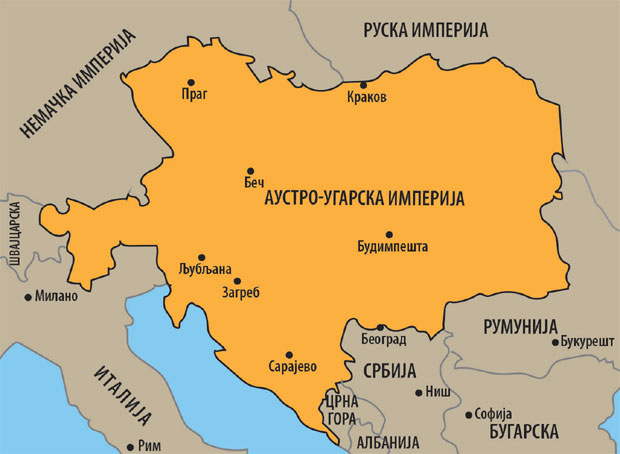 РУСКА ИМПЕРИЈА
НЕМАЧКА ИМПЕРИЈА
Праг
Краков
Беч
АУСТРО-УГАРСКА ИМПЕРИЈА
ШВАЈЦАРСКА
Будимпешта
Љубљана
Загреб
Милано
Београд
РУМУНИЈА
Букурешт
Сарајево
СРБИЈА
ИТАЛИЈА
Ниш
ЦРНА
ГОРА
Софија
БУГАРСКА
АЛБАНИЈА
Рим